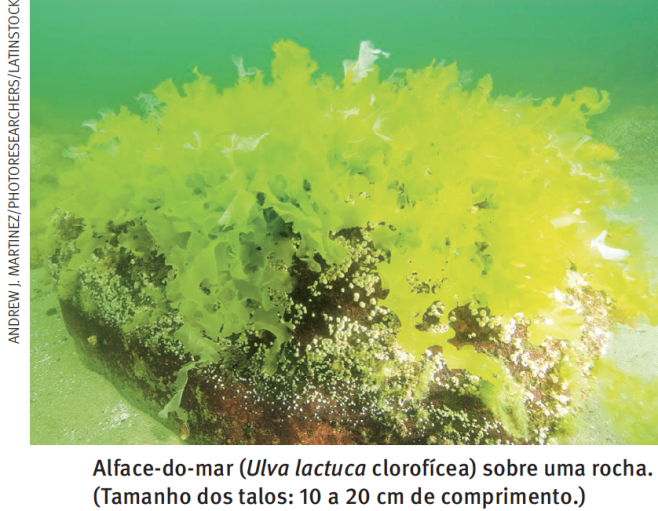 ANDREW J. MARTINEZ/PHOTORESEARCHERS/LATINSTOCK
Alface-do-mar (Ulva lactuca clorofícea) sobre uma rocha.
(Tamanho dos talos: 10 a 20 cm de comprimento.)